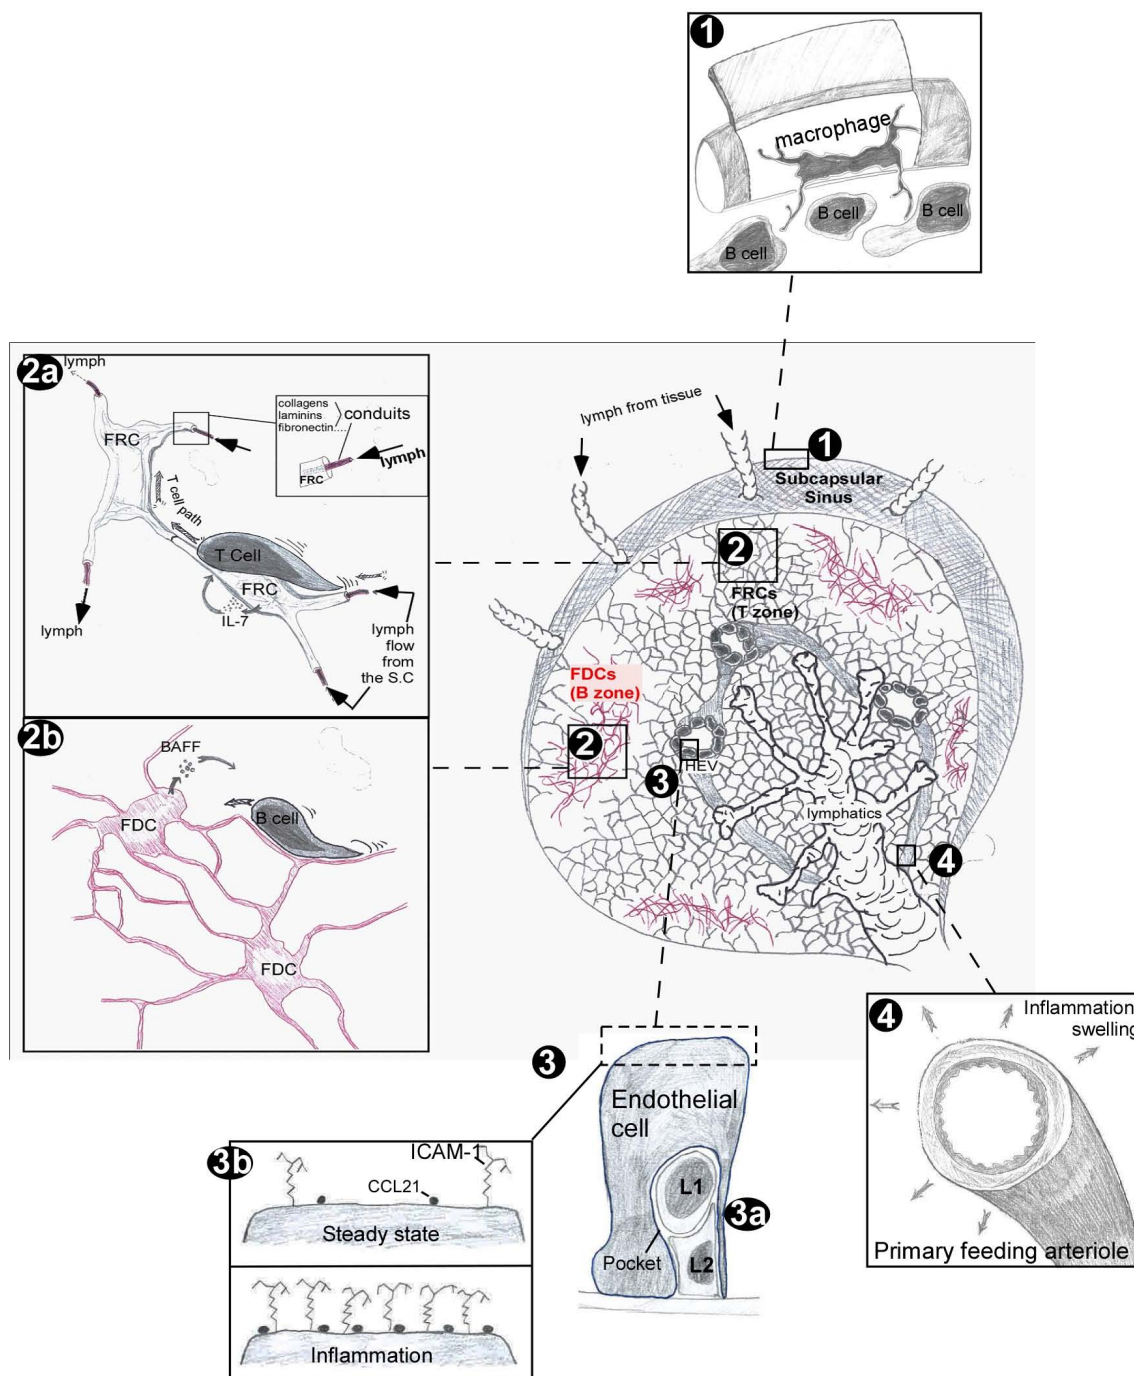 1
macrophage
B cell
B cell
B cell
2a
lymph
FRC
collagens
laminins
fibronectin....
conduits
lymph
FRC
T cell path
T Cell
FRC
IL-7
lymph
lymph
flow
from
the S.C
lymph from tissue
1
Subcapsular
Sinus
2
FRCs
(T zone)
FDCs
(B zone)
2
HEV
3
lymphatics
4
2b
BAFF
FDC
B cell
FDC
3
Endothelial
cell
L1
3a
Pocket
L2
3b
ICAM-1
CCL21
Steady state
Inflammation
4
Inflammation
swelling
Primary feeding arteriole